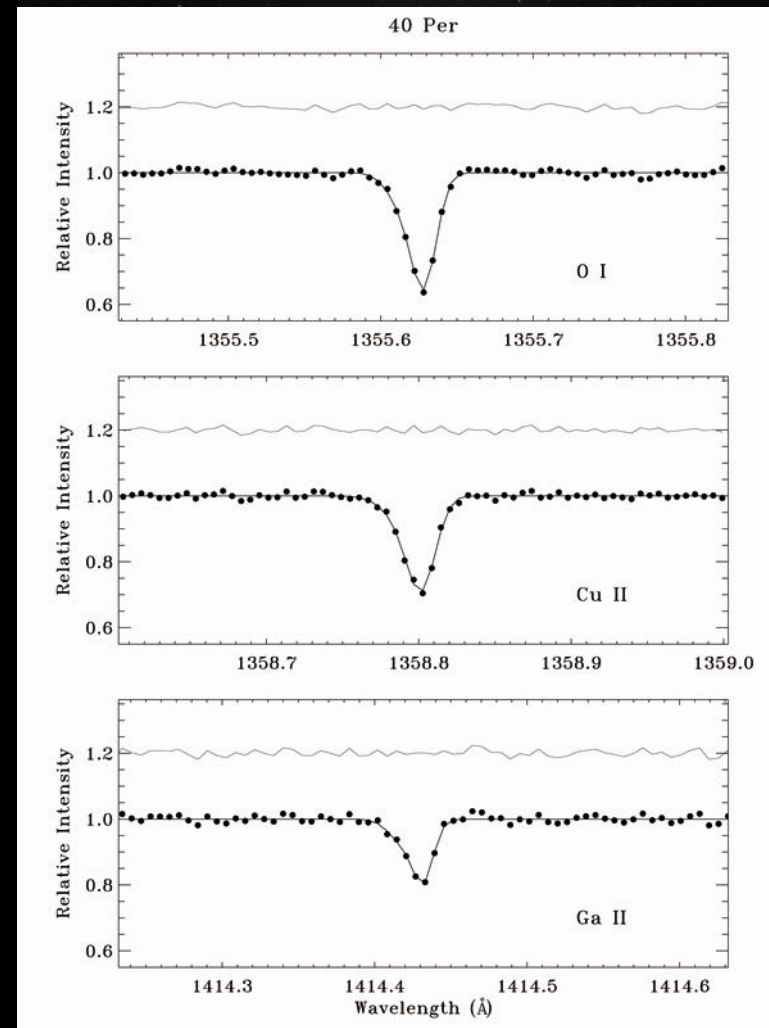 40 Per
Relative Intensity
1.2
1.0
0.8
0.6
O I
1355.5 1355.6 1355.7 1355.8
Relative Intensity
1.2
1.0
0.8
0.6
Cu II
1358.7 1358.8 1358.9 1359.0
Relative Intensity
1.2
1.0
0.8
0.6
Ga II
1414.3 1414.4 1414.5 1414.6
Wavelength (Å)